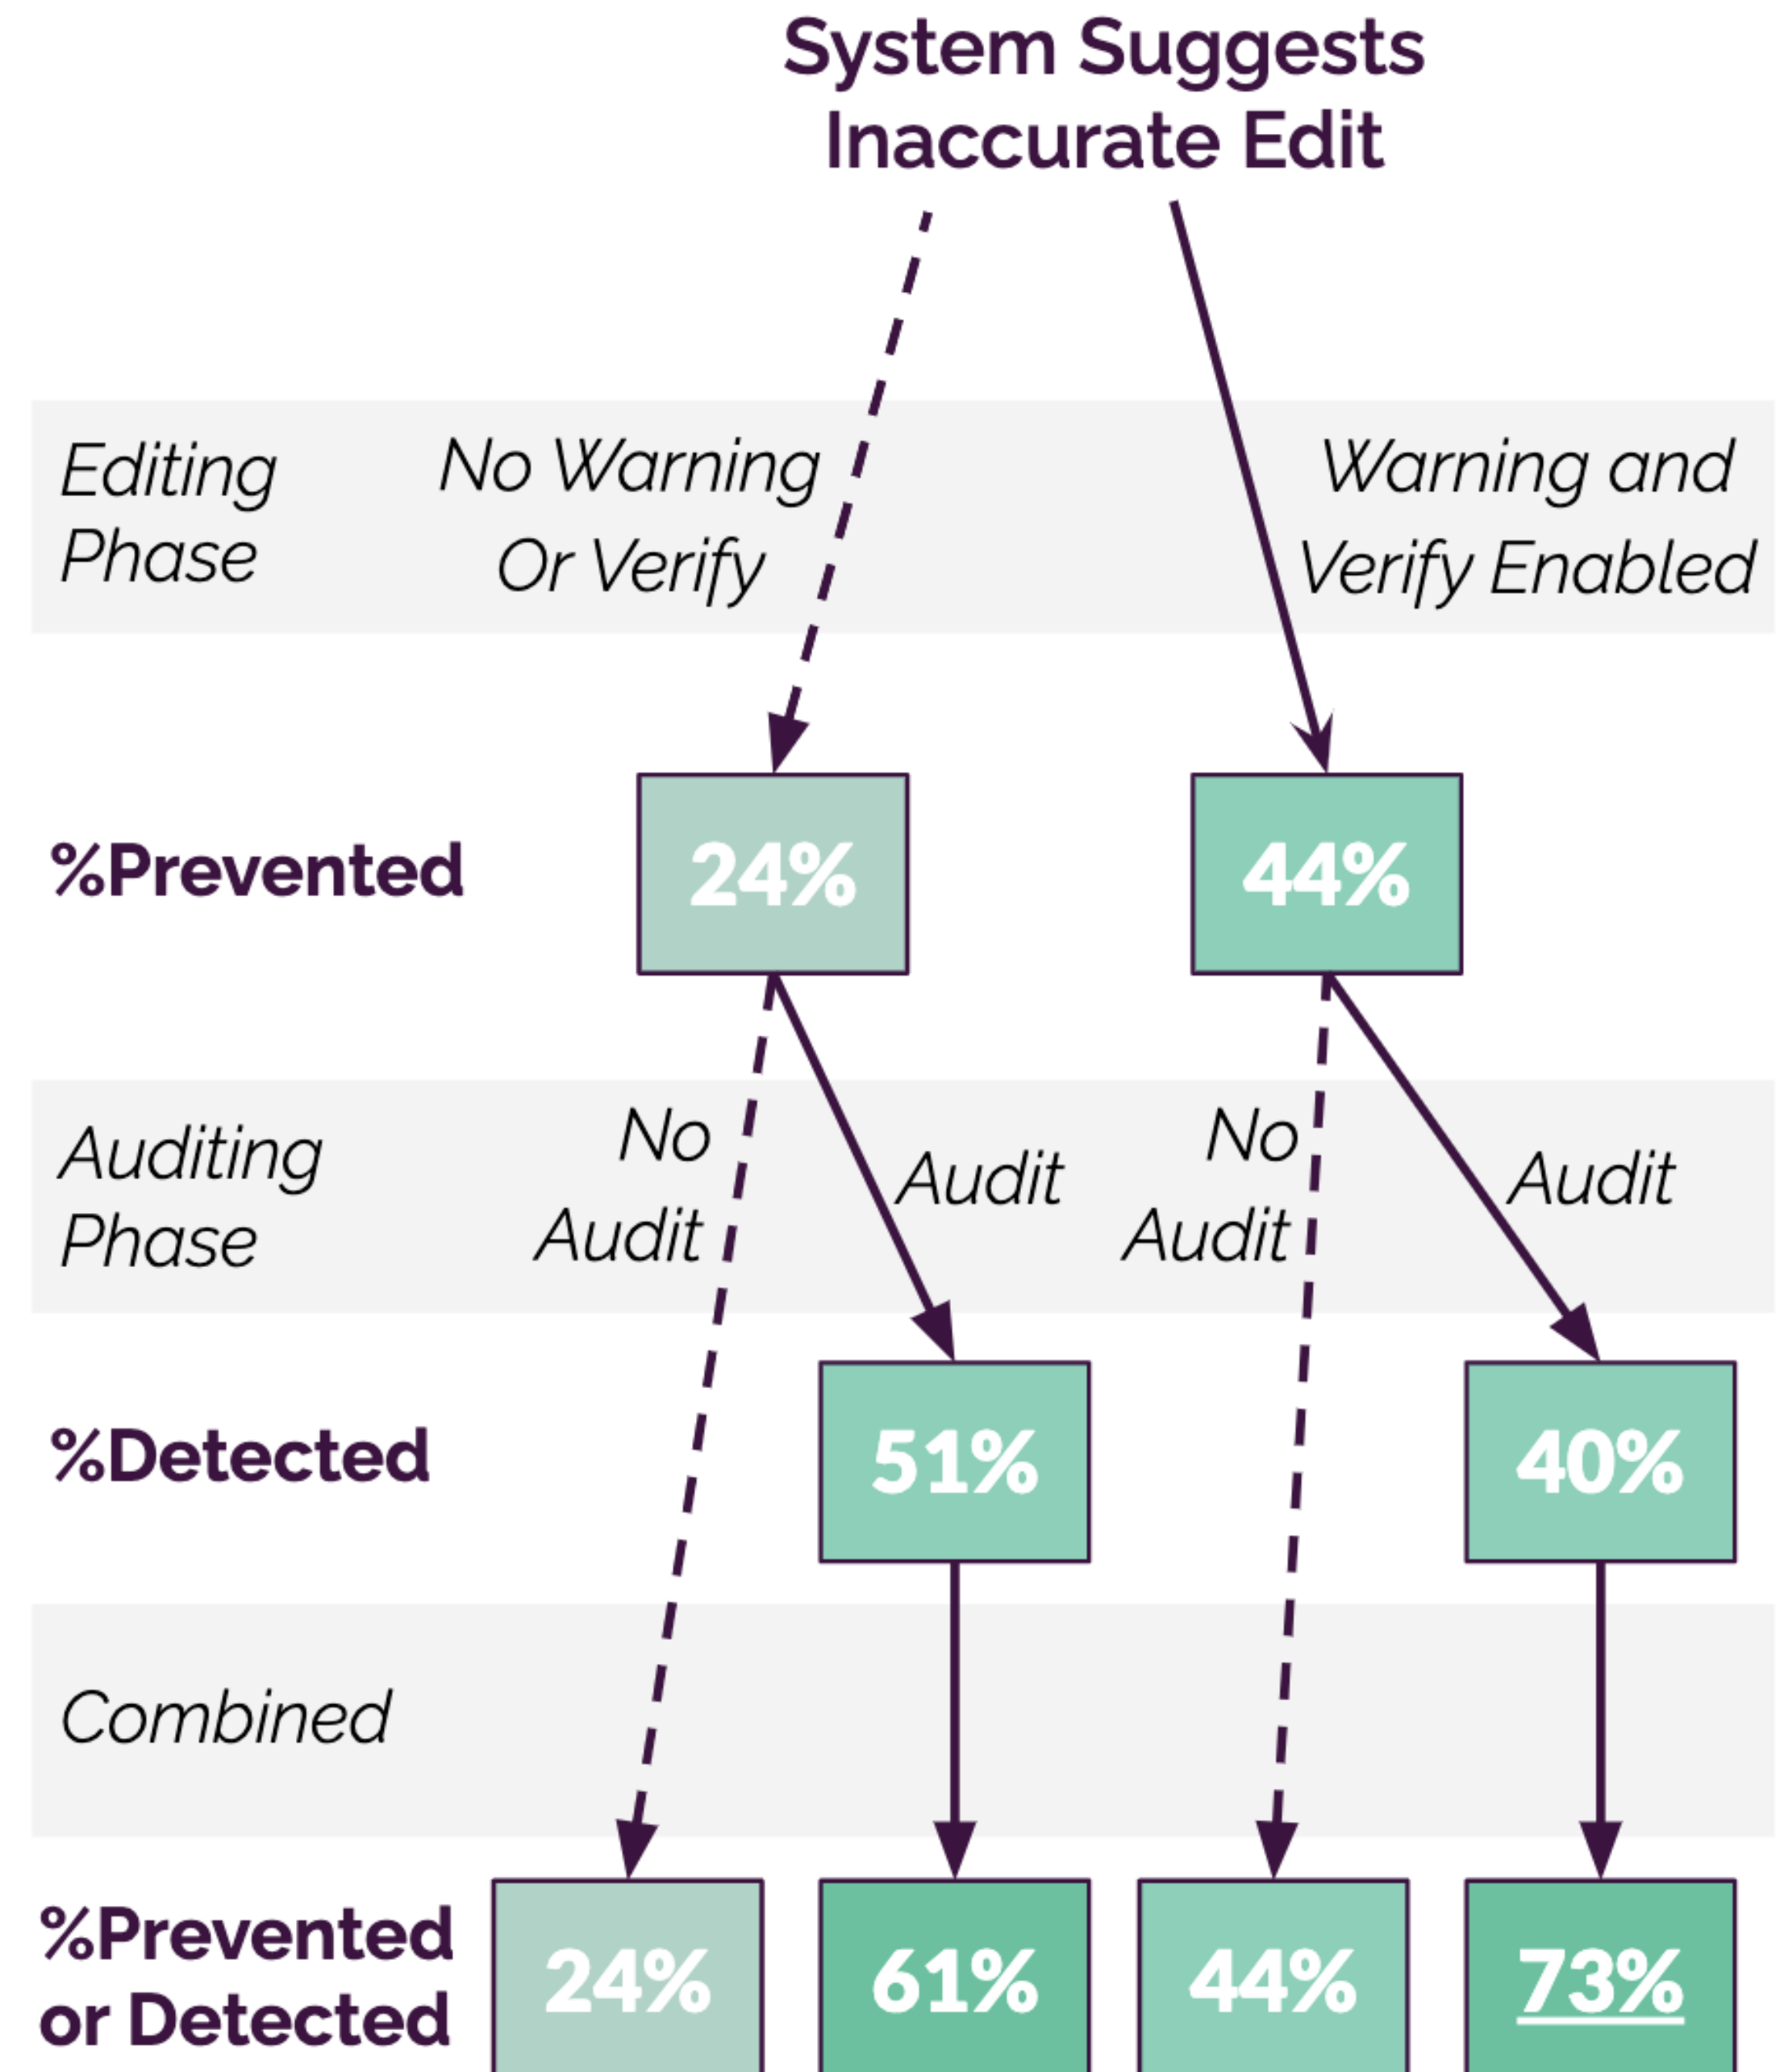 System Suggests
Inaccurate Edit
Editing
Phase
No Warning
Or Verify
Warning and
Verify Enabled
%Prevented
24%
44%
Auditing
Phase
No
Audit
Audit
No
Audit
Audit
%Detected
51%
40%
Combined
%Prevented
or Detected
24%
61%
44%
73%